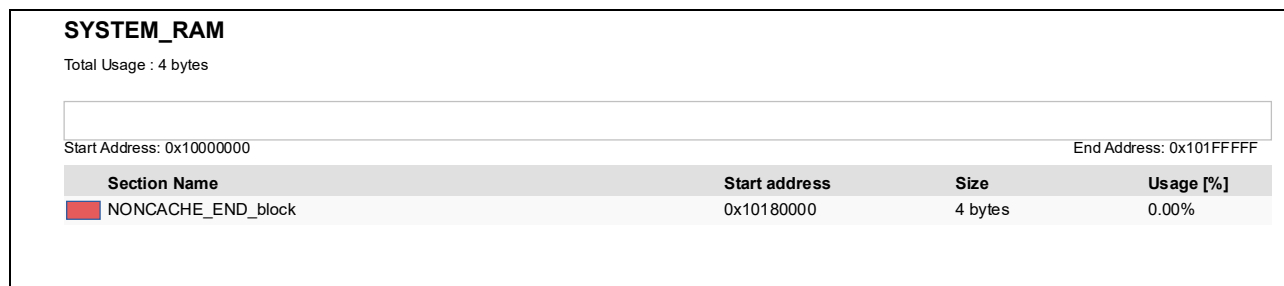 SYSTEM_RAM
Total Usage : 4 bytes
Start Address: 0x10000000 End Address: 0x101FFFFF
Section Name Start address Size Usage [%]
NONCACHE_END_block 0x10180000 4 bytes 0.00%